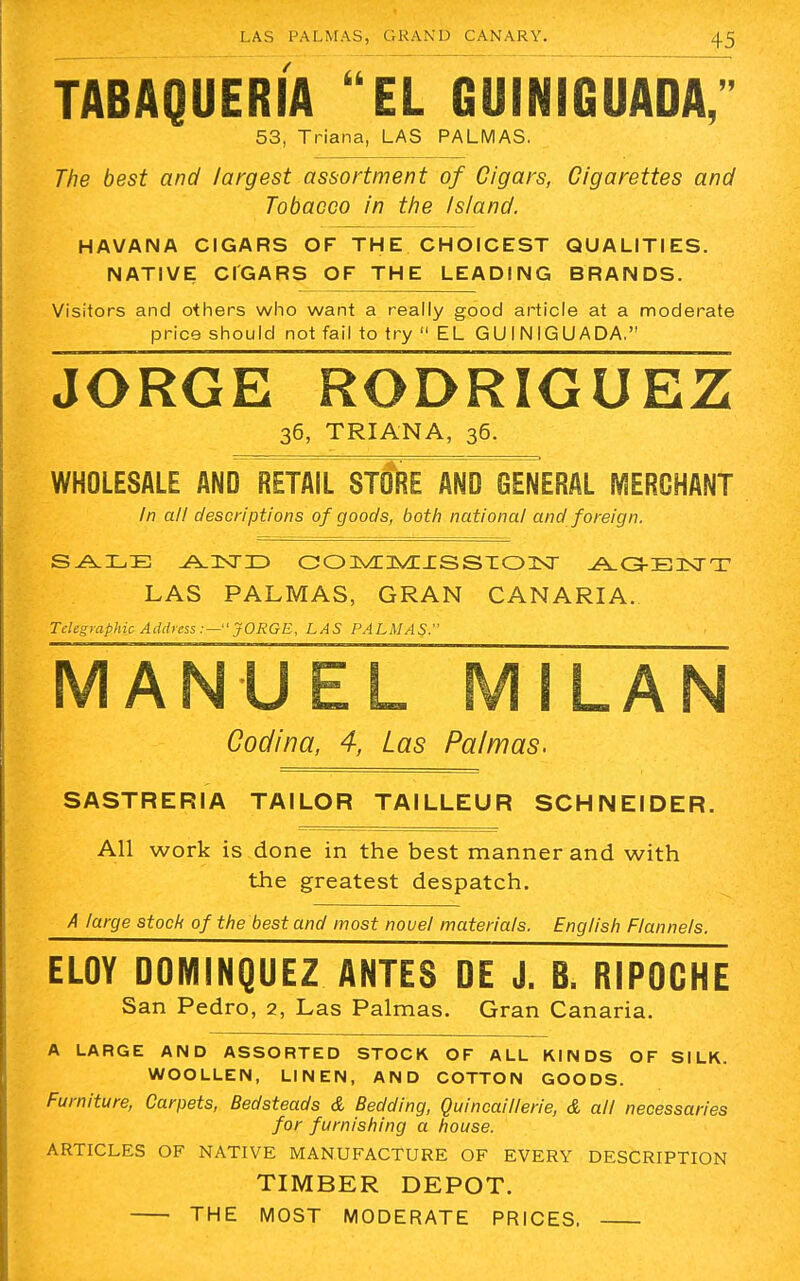 LAS PALMAS, GRAND CANARY. 45
TABAQUERÍA "EL GUINIGUADA,"
53, Triana, LAS PALMAS.
The best and largest assortment of Cigars, Cigarettes and
Tobacco in the Island.
HAVANA CIGARS OF THE CHOICEST QUALITIES.
NATIVE CIGARS OF THE LEADING BRANDS.
Visitors and others who want a really good article at a moderate
price should not fail to try " EL GUINIGUADA."
JORGE RODRIGUEZ
36, TRIANA, 36.
WHOLESALE AND RETAIL STORE AND GENERAL MERCHANT
In all descriptions of goods, both national and foreign.
SALE AND COMMISSION AGENT
LAS PALMAS, GRAN CANARIA.
Telegraphic Address:—"JORGE, LAS PALMAS."
MANUEL MILAN
Codina, 4, Las Palmas.
SASTRERIA TAILOR TAILLEUR SCHNEIDER.
All work is done in the best manner and with
the greatest despatch.
A large stock of the best and most novel materials. English Flannels.
ELOY DOMINQUEZ ANTES DE J. B. RIPOCHE
San Pedro, 2, Las Palmas. Gran Canaria.
A LARGE AND ASSORTED STOCK OF ALL KINDS OF SILK.
WOOLLEN, LINEN, AND COTTON GOODS.
Furniture, Carpets, Bedsteads & Bedding, Quincaillerie, & all necessaries
for furnishing a house.
ARTICLES OF NATIVE MANUFACTURE OF EVERY DESCRIPTION
TIMBER DEPOT.
—— THE MOST MODERATE PRICES. ——